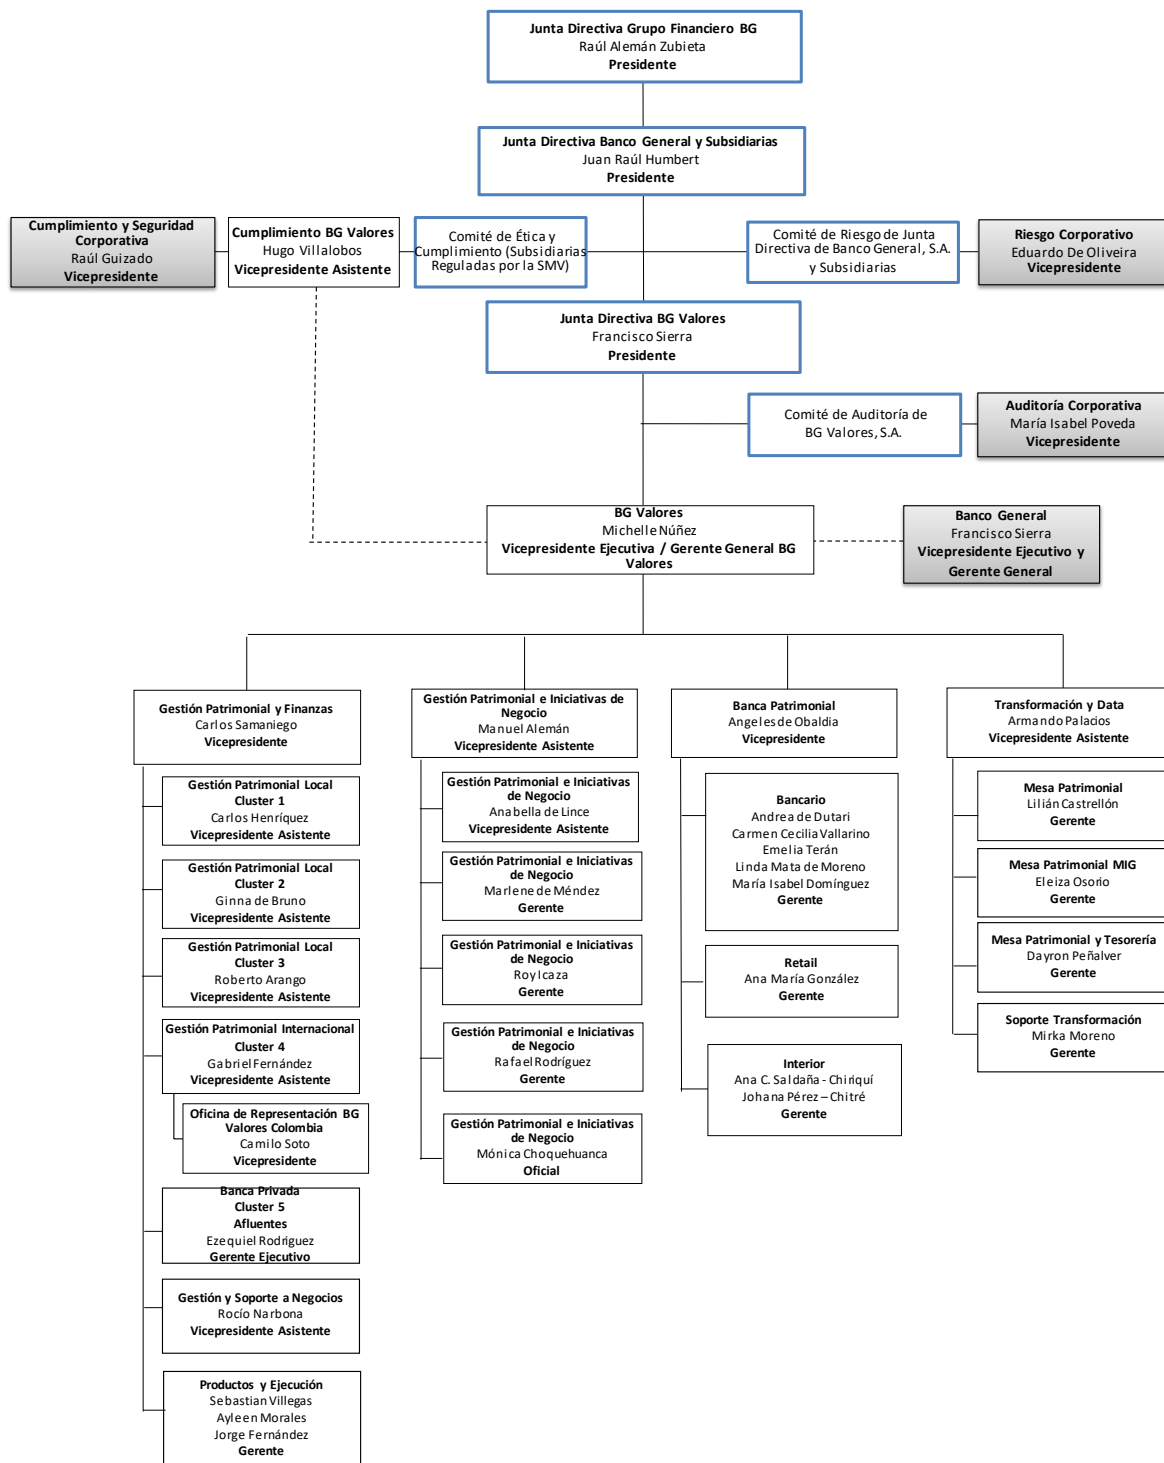 Junta Directiva Grupo Financiero BG
Raúl Alemán Zubieta
Presidente
Junta Directiva Banco General y Subsidiarias
Juan Raúl Humbert
Presidente
Cumplimiento y Seguridad
Corporativa
Raúl Guizado
Vicepresidente
Cumplimiento BG Valores
Hugo Villalobos
Vicepresidente Asistente
Comité de Ética y
Cumplimiento (Subsidiarias
Reguladas por la SMV)
Comité de Riesgo de Junta
Directiva de Banco General, S.A.
y Subsidiarias
Riesgo Corporativo
Eduardo De Oliveira
Vicepresidente
Junta Directiva BG Valores
Francisco Sierra
Presidente
Comité de Auditoría de
BG Valores, S.A.
Auditoría Corporativa
María Isabel Poveda
Vicepresidente
BG Valores
Michelle Núñez
Vicepresidente Ejecutiva / Gerente General BG
Valores
Banco General
Francisco Sierra
Vicepresidente Ejecutivo y
Gerente General
Gestión Patrimonial y Finanzas
Carlos Samaniego
Vicepresidente
Gestión Patrimonial Local
Cluster 1
Carlos Henríquez
Vicepresidente Asistente
Gestión Patrimonial Local
Cluster 2
Ginna de Bruno
Vicepresidente Asistente
Gestión Patrimonial Local
Cluster 3
Roberto Arango
Vicepresidente Asistente
Gestión Patrimonial Internacional
Cluster 4
Gabriel Fernández
Vicepresidente Asistente
Oficina de Representación BG
Valores Colombia
Camilo Soto
Vicepresidente
Banca Privada
Cluster 5
Afluentes
Ezequiel Rodriguez
Gerente Ejecutivo
Gestión y Soporte a Negocios
Rocío Narbona
Vicepresidente Asistente
Productos y Ejecución
Sebastian Villegas
Ayleen Morales
Jorge Fernández
Gerente
Gestión Patrimonial e Iniciativas de
Negocio
Manuel Alemán
Vicepresidente Asistente
Gestión Patrimonial e Iniciativas
de Negocio
Anabella de Lince
Vicepresidente Asistente
Gestión Patrimonial e Iniciativas
de Negocio
Marlene de Méndez
Gerente
Gestión Patrimonial e Iniciativas
de Negocio
Roy Icaza
Gerente
Gestión Patrimonial e Iniciativas
de Negocio
Rafael Rodríguez
Gerente
Gestión Patrimonial e Iniciativas
de Negocio
Mónica Choquehuanca
Oficial
Banca Patrimonial
Angeles de Obaldia
Vicepresidente
Bancario
Andrea de Dutari
Carmen Cecilia Vallarino
Emelia Terán
Linda Mata de Moreno
María Isabel Domínguez
Gerente
Retail
Ana María González
Gerente
Interior
Ana C. Saldaña - Chiriquí
Johana Pérez – Chitré
Gerente
Transformación y Data
Armando Palacios
Vicepresidente Asistente
Mesa Patrimonial
Lilián Castrellón
Gerente
Mesa Patrimonial MIG
Eleiza Osorio
Gerente
Mesa Patrimonial y Tesorería
Dayron Peñalver
Gerente
Soporte Transformación
Mirka Moreno
Gerente